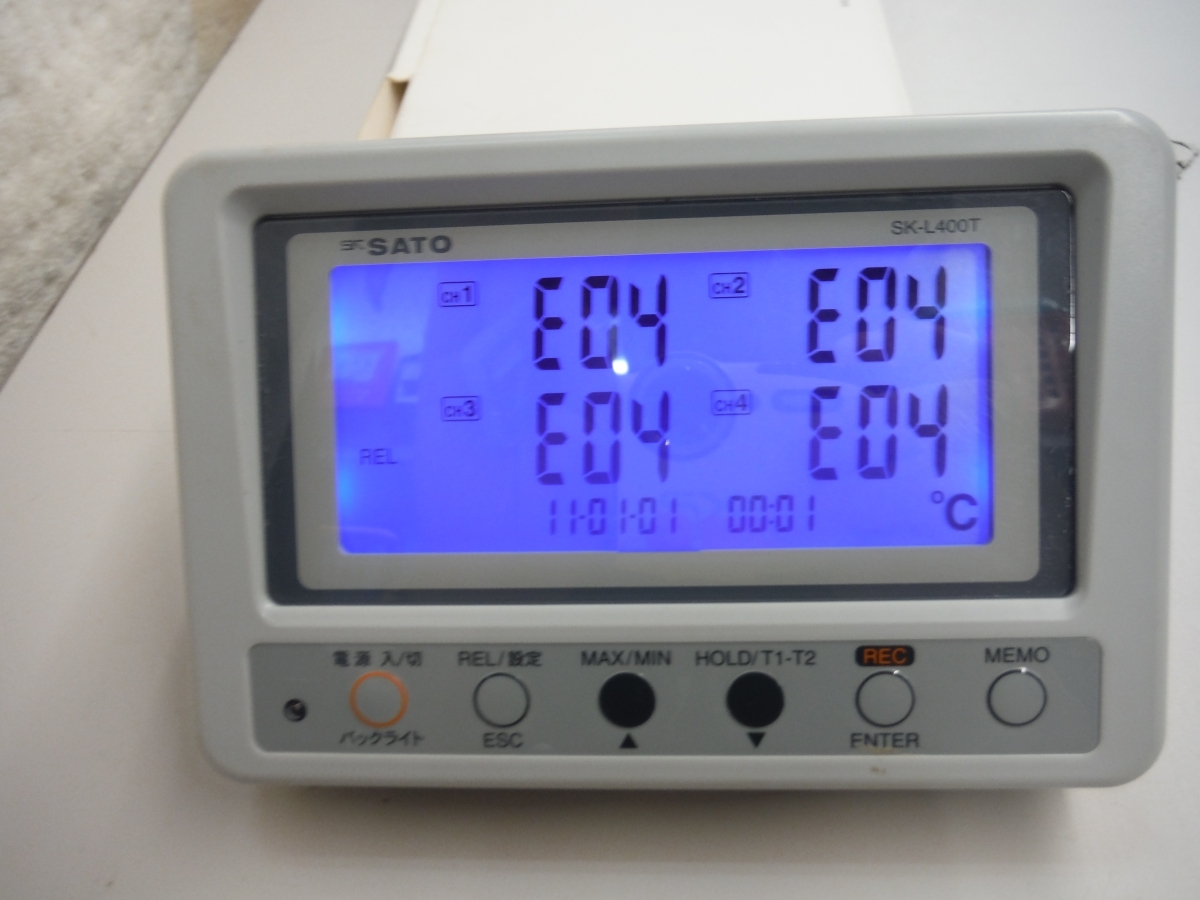 SK SATO
SK-L400T
CH1 E04 CH2 E04
CH3 E04 CH4 E04
REL
11-01-01 00:01 °C
電源 入/切 REL/設定 MAX/MIN HOLD/T1-T2 REC MEMO
バックライト ESC ▲ ▼ ENTER